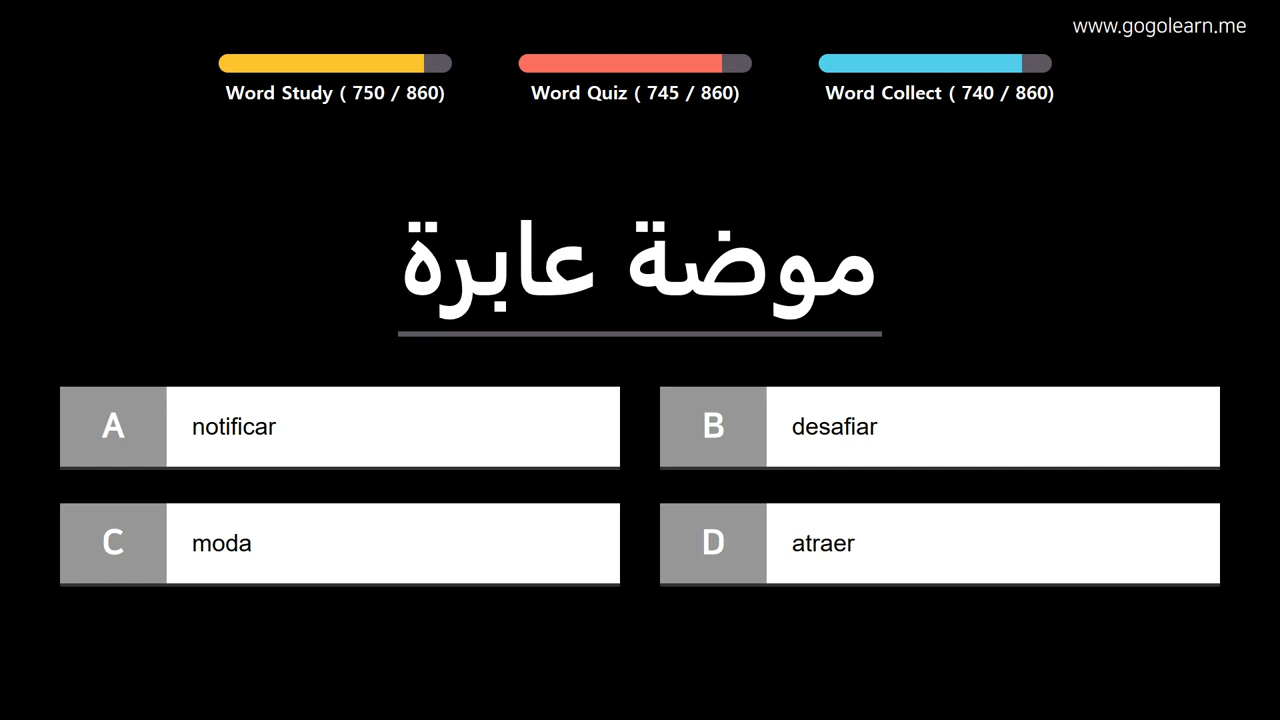 www.gogolearn.me
Word Study ( 750 / 860)
Word Quiz ( 745 / 860)
Word Collect ( 740 / 860)
موضة عابرة
A notificar
B desafiar
C moda
D atraer